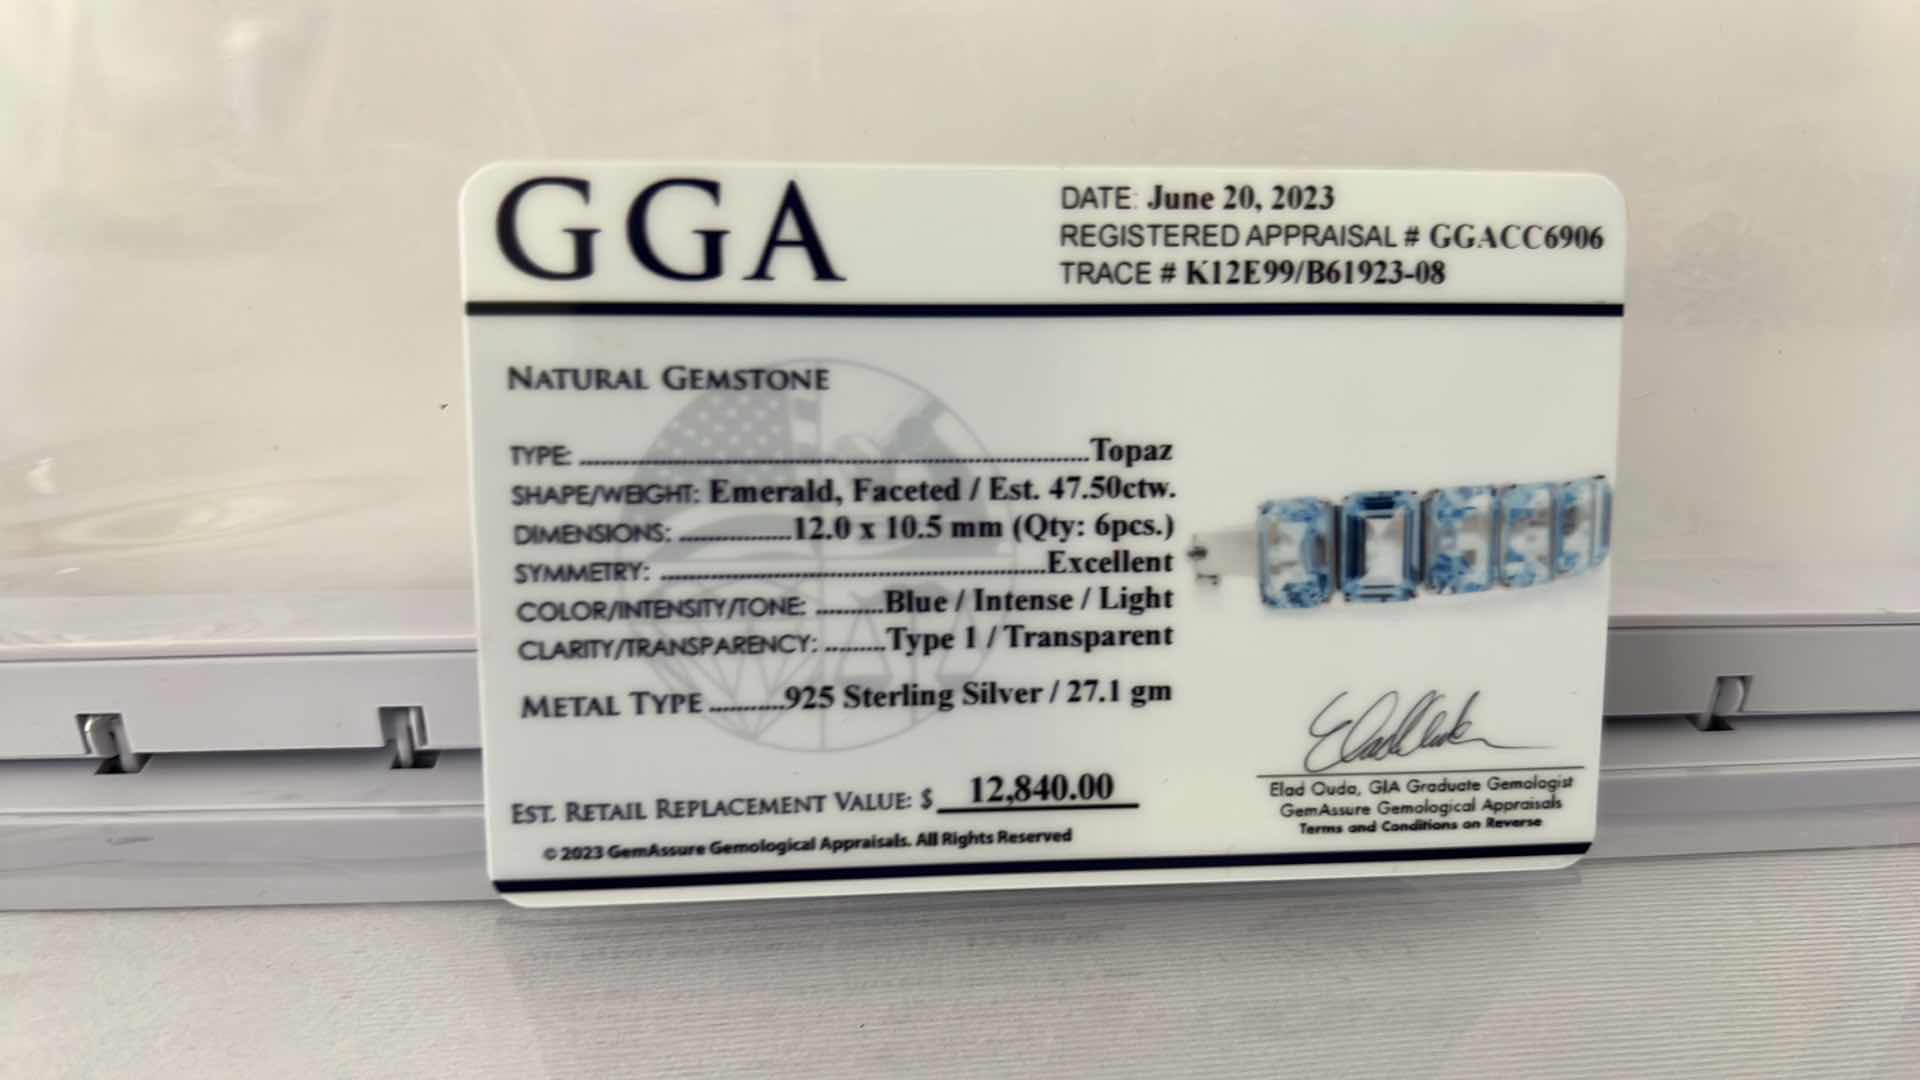 GGA
DATE: June 20, 2023
REGISTERED APPRAISAL # GGACC6906
TRACE # K12E99/B61923-08
NATURAL GEMSTONE
TYPE: ........................................Topaz
SHAPE/WEIGHT: Emerald, Faceted / Est. 47.50ctw.
DIMENSIONS: ................12.0 x 10.5 mm (Qty: 6pcs.)
SYMMETRY: ........................................Excellent
COLOR/INTENSITY/TONE: ..........Blue / Intense / Light
CLARITY/TRANSPARENCY: .........Type 1 / Transparent
METAL TYPE ...........925 Sterling Silver / 27.1 gm
EST. RETAIL REPLACEMENT VALUE: $ 12,840.00
© 2023 GemAssure Gemological Appraisals. All Rights Reserved
Elad Ouda, GIA Graduate Gemologist
GemAssure Gemological Appraisals
Terms and Conditions on Reverse